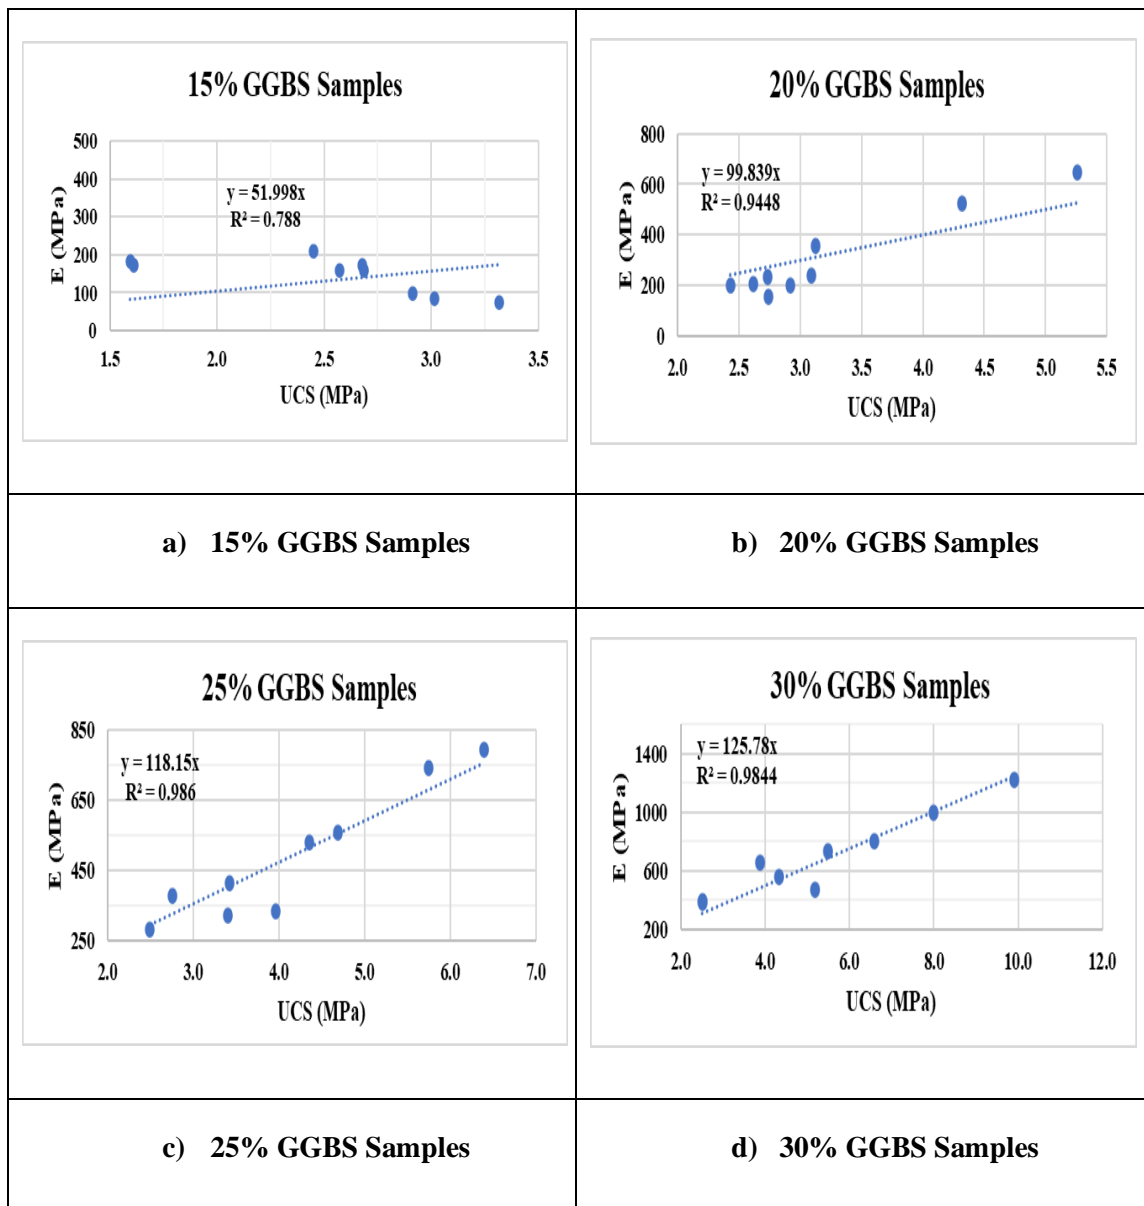 15% GGBS Samples
500
400
300
200
100
0
y = 51.998x
R² = 0.788
E (MPa)
1.5 2.0 2.5 3.0 3.5
UCS (MPa)
20% GGBS Samples
800
600
400
200
0
y = 99.839x
R² = 0.9448
E (MPa)
2.0 2.5 3.0 3.5 4.0 4.5 5.0 5.5
UCS (MPa)
a) 15% GGBS Samples
b) 20% GGBS Samples
25% GGBS Samples
850
650
450
250
y = 118.15x
R² = 0.986
E (MPa)
2.0 3.0 4.0 5.0 6.0 7.0
UCS (MPa)
30% GGBS Samples
1400
1000
600
200
y = 125.78x
R² = 0.9844
E (MPa)
2.0 4.0 6.0 8.0 10.0 12.0
UCS (MPa)
c) 25% GGBS Samples
d) 30% GGBS Samples